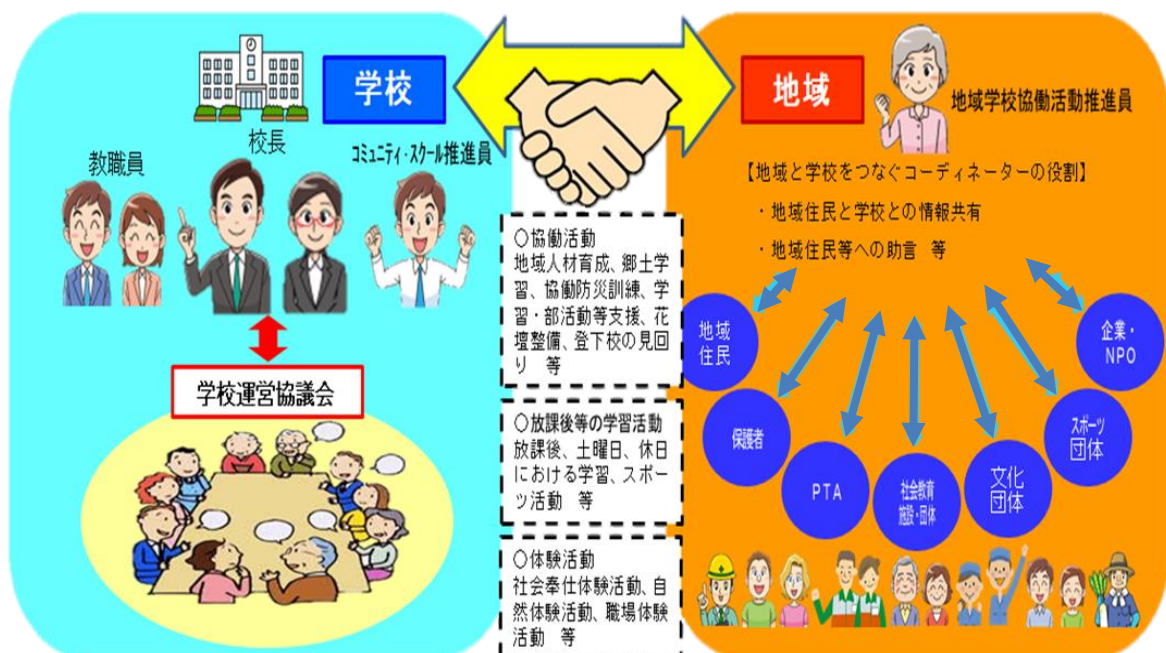 学校
校長
教職員
コミュニティ・スクール推進員
学校運営協議会
○協働活動
地域人材育成、郷土学
習、協働防災訓練、学
習・部活動等支援、花
壇整備、登下校の見回
り　等
○放課後等の学習活動
放課後、土曜日、休日
における学習、スポー
ツ活動　等
○体験活動
社会奉仕体験活動、自
然体験活動、職場体験
活動　等
地域
地域学校協働活動推進員
【地域と学校をつなぐコーディネーターの役割】
・地域住民と学校との情報共有
・地域住民等への助言　等
地域
住民
保護者
PTA
社会教育
施設・団体
文化
団体
スポーツ
団体
企業・
NPO